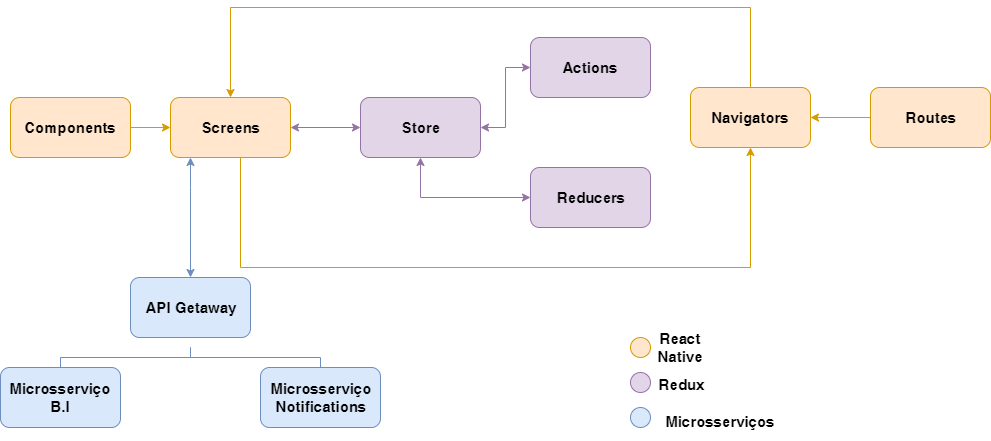 Actions
Components
Screens
Store
Navigators
Routes
Reducers
API Getaway
React
Native
Redux
Microsserviços
Microsserviço
B.I
Microsserviço
Notifications